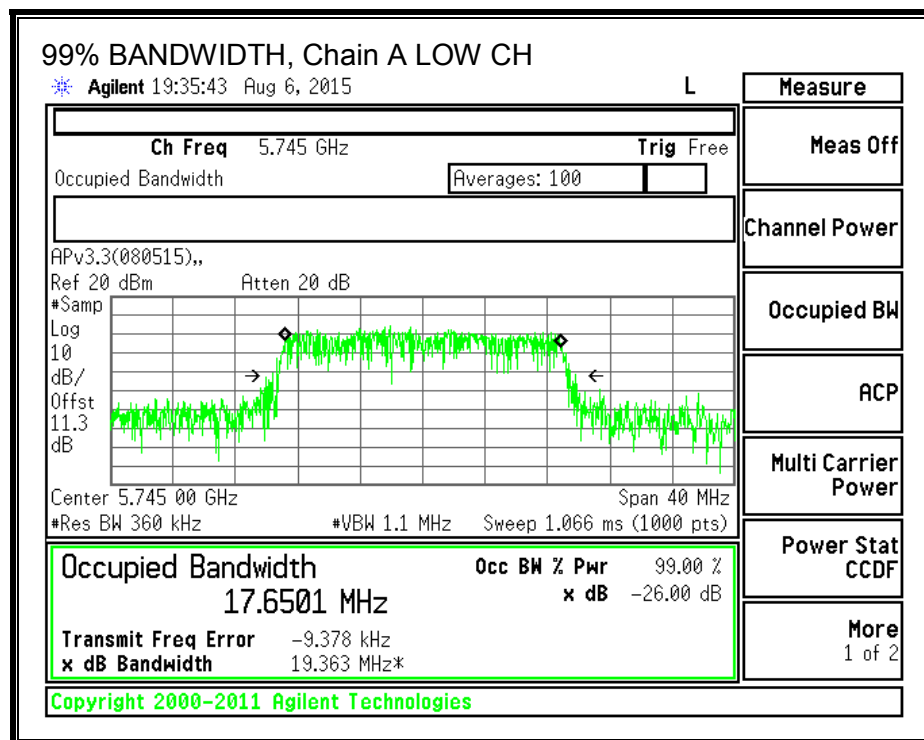 99% BANDWIDTH, Chain A LOW CH
Agilent 19:35:43 Aug 6, 2015 L
Measure
Ch Freq 5.745 GHz Trig Free
Meas Off
Occupied Bandwidth Averages: 100
Channel Power
APv3.3(080515),,
Ref 20 dBm Atten 20 dB
#Samp
Log
10
dB/
Offst
11.3
dB
Occupied BW
ACP
Multi Carrier
Power
Center 5.745 00 GHz Span 40 MHz
#Res BW 360 kHz #VBW 1.1 MHz Sweep 1.066 ms (1000 pts)
Power Stat
CCDF
Occupied Bandwidth Occ BW % Pwr 99.00 %
17.6501 MHz x dB -26.00 dB
Transmit Freq Error -9.378 kHz
x dB Bandwidth 19.363 MHz*
More
1 of 2
Copyright 2000-2011 Agilent Technologies